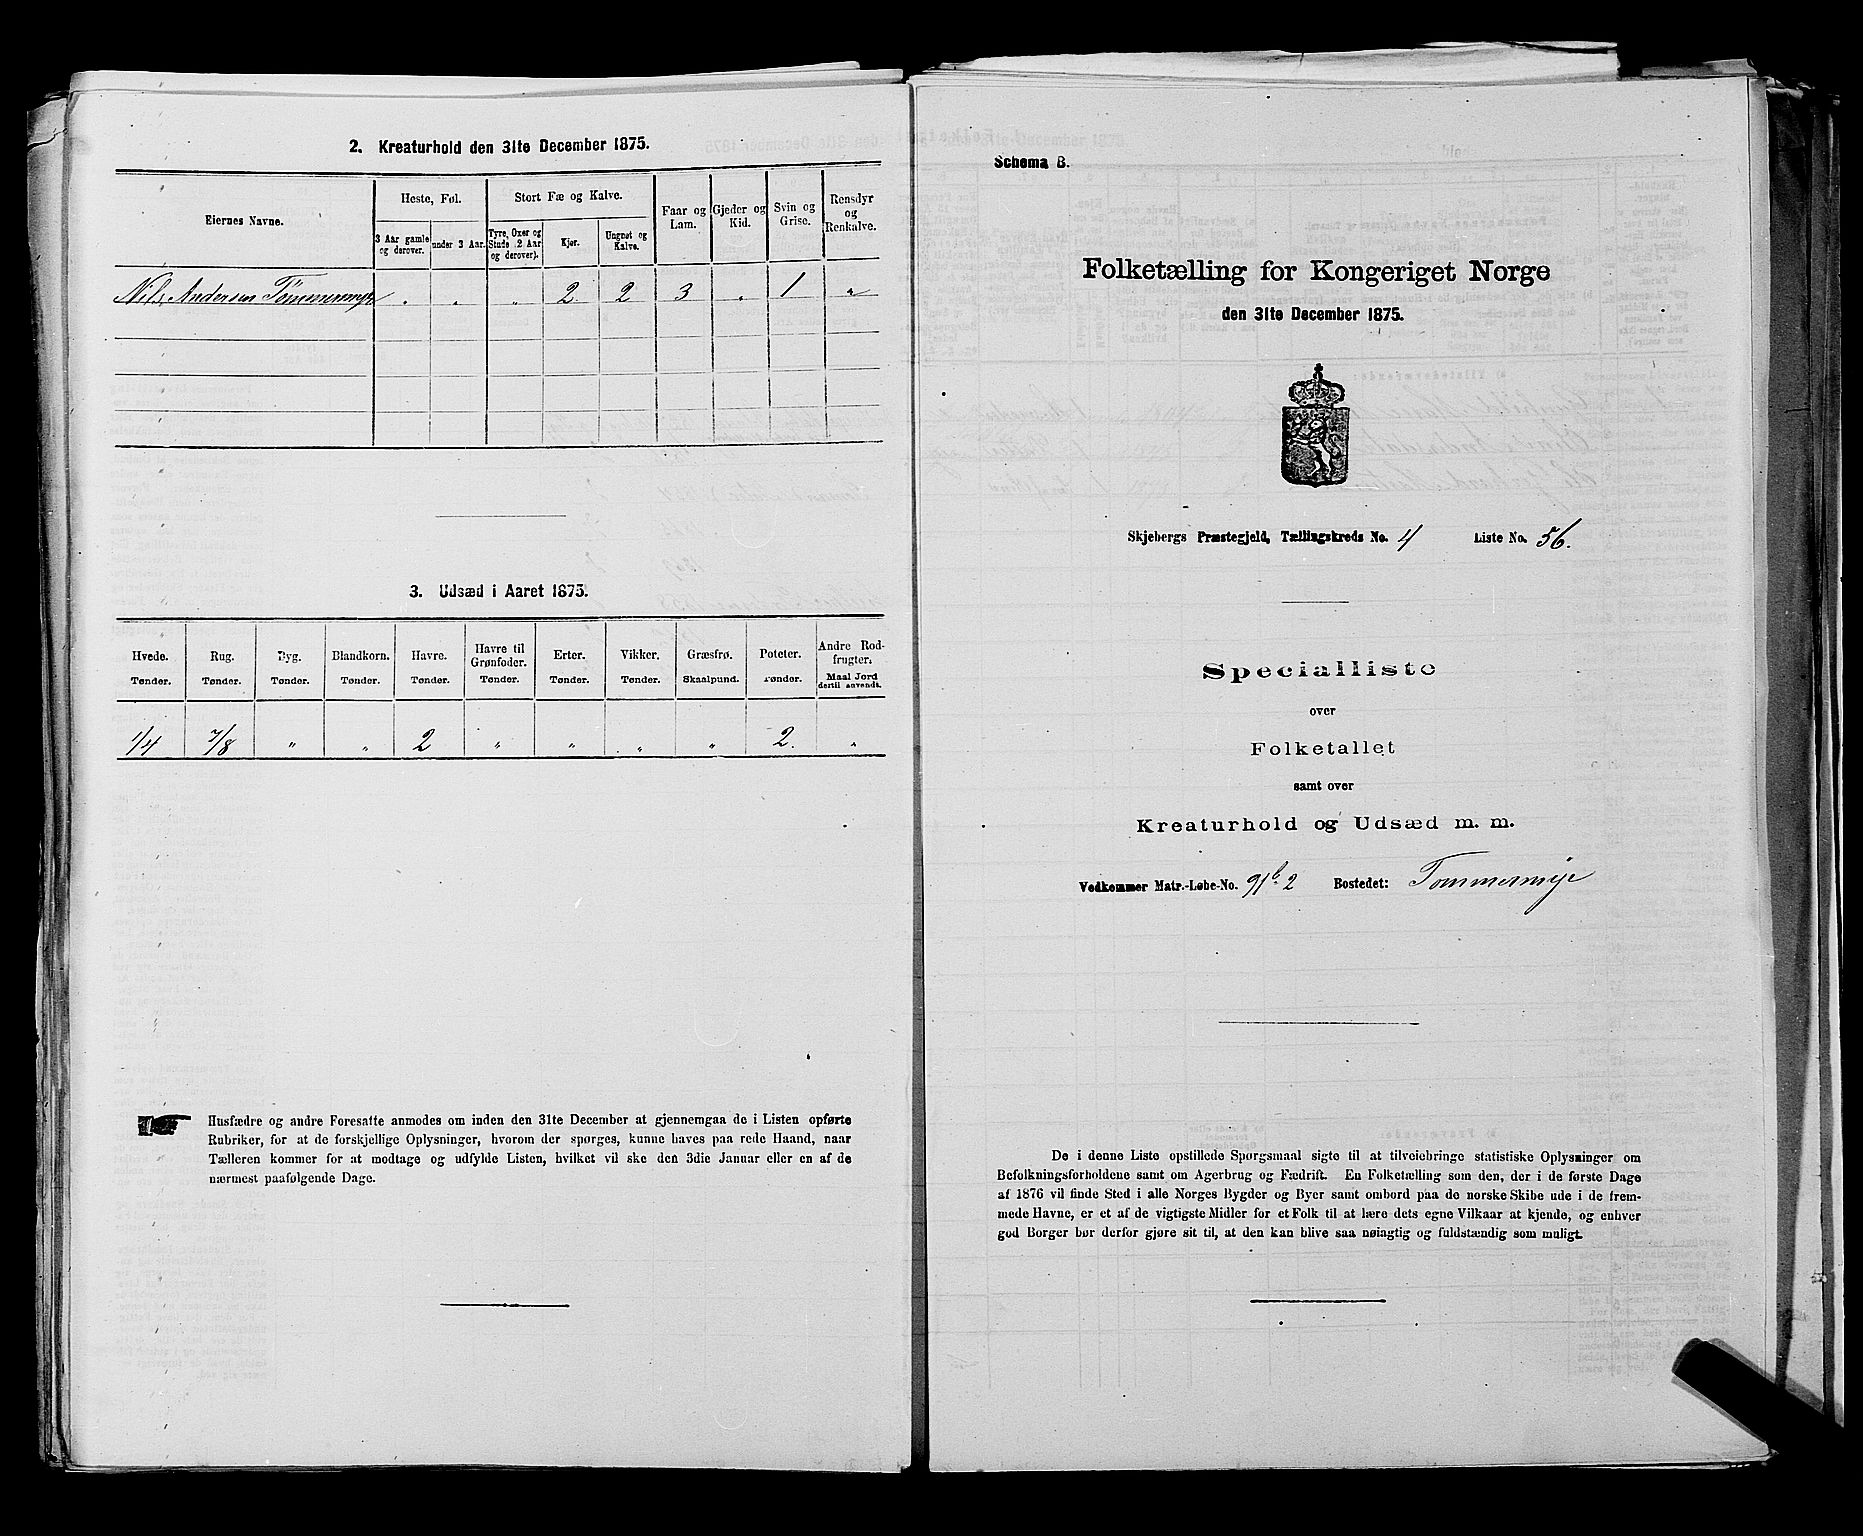 2. Kreaturhold den 31te December 1875.
Eiernes Navne.
Heste, Føl.
3 Aar gamle og derover.
under 3 Aar.
Stort Fæ og Kalve.
Tyre, Oxer og Stude (2 Aar og derover).
Kjør.
Ungnøt og Kalve.
Faar og Lam.
Gjeder og Kid.
Svin og Grise.
Rensdyr og Renkalve.
Nils Andersen Tømmermyr " " " 2 2 3 " 1 "
3. Udsæd i Aaret 1875.
Hvede. Rug. Byg. Blandkorn. Havre. Havre til Grønfoder. Erter. Vikker. Græsfrø. Poteter. Andre Rodfrugter.
Tønder. Tønder. Tønder. Tønder. Tønder. Tønder. Tønder. Tønder. Skaalpund. Tønder. Maal Jord dertil anvendt.
1/4 7/8 " " 2 " " " " 2. "
Husfædre og andre Foresatte anmodes om inden den 31te December at gjennemgaa de i Listen opførte
Rubriker, for at de forskjellige Oplysninger, hvorom der spørges, kunne haves paa rede Haand, naar
Tælleren kommer for at modtage og udfylde Listen, hvilket vil ske den 3die Januar eller en af de
nærmest paafølgende Dage.
Schema B.
Folketælling for Kongeriget Norge
den 31te December 1875.
Skjebergs Præstegjeld, Tællingskreds No. 4 Liste No. 56.
Specialliste
over
Folketallet
samt over
Kreaturhold og Udsæd m. m.
Vedkommer Matr.-Løbe-No. 91b. 2 Bostedet: Tømmermyr
De i denne Liste opstillede Spørgsmaal sigte til at tilveiebringe statistiske Oplysninger om
Befolkningsforholdene samt om Agerbrug og Fædrift. En Folketælling som den, der i de første Dage
af 1876 vil finde Sted i alle Norges Bygder og Byer samt ombord paa de norske Skibe ude i de frem-
mede Havne, er et af de vigtigste Midler for et Folk til at lære dets egne Vilkaar at kjende, og enhver
god Borger bør derfor gjøre sit til, at den kan blive saa nøiagtig og fuldstændig som muligt.